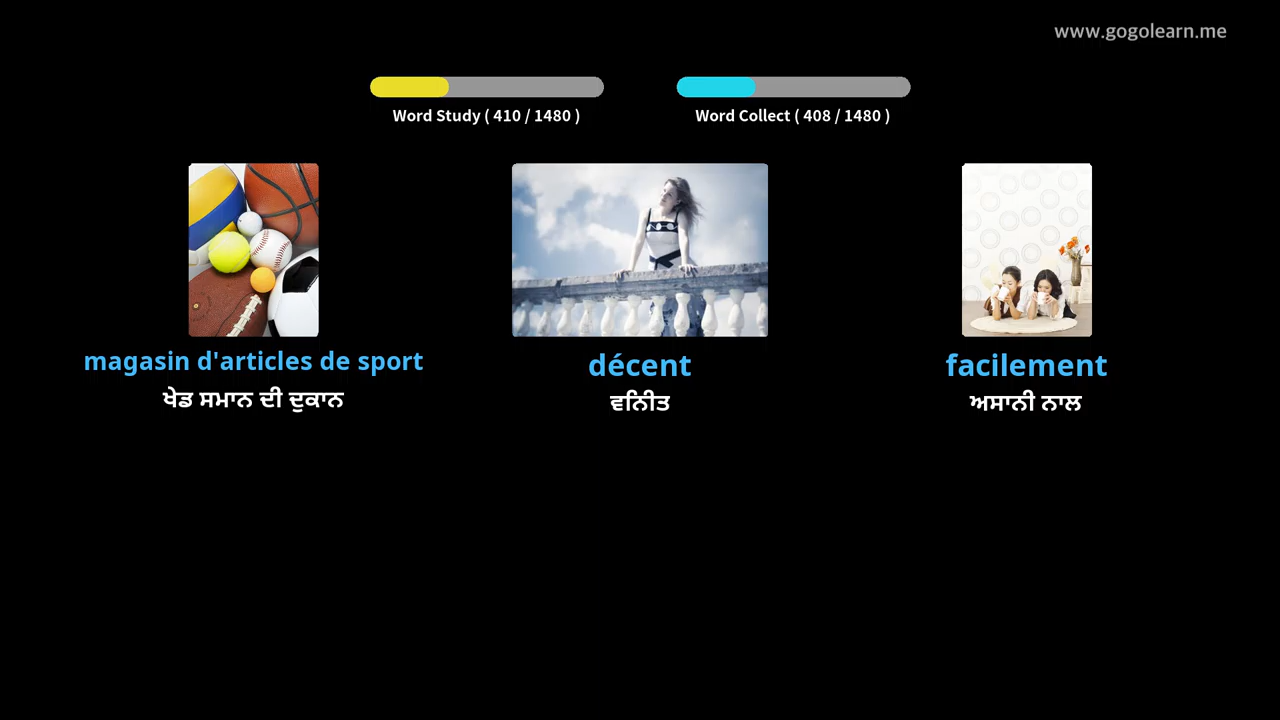 www.gogolearn.me
Word Study ( 410 / 1480 )
Word Collect ( 408 / 1480 )
magasin d'articles de sport
ਖੇਡ ਸਮਾਨ ਦੀ ਦੁਕਾਨ
décent
ਵਨਿੀਤ
facilement
ਅਸਾਨੀ ਨਾਲ